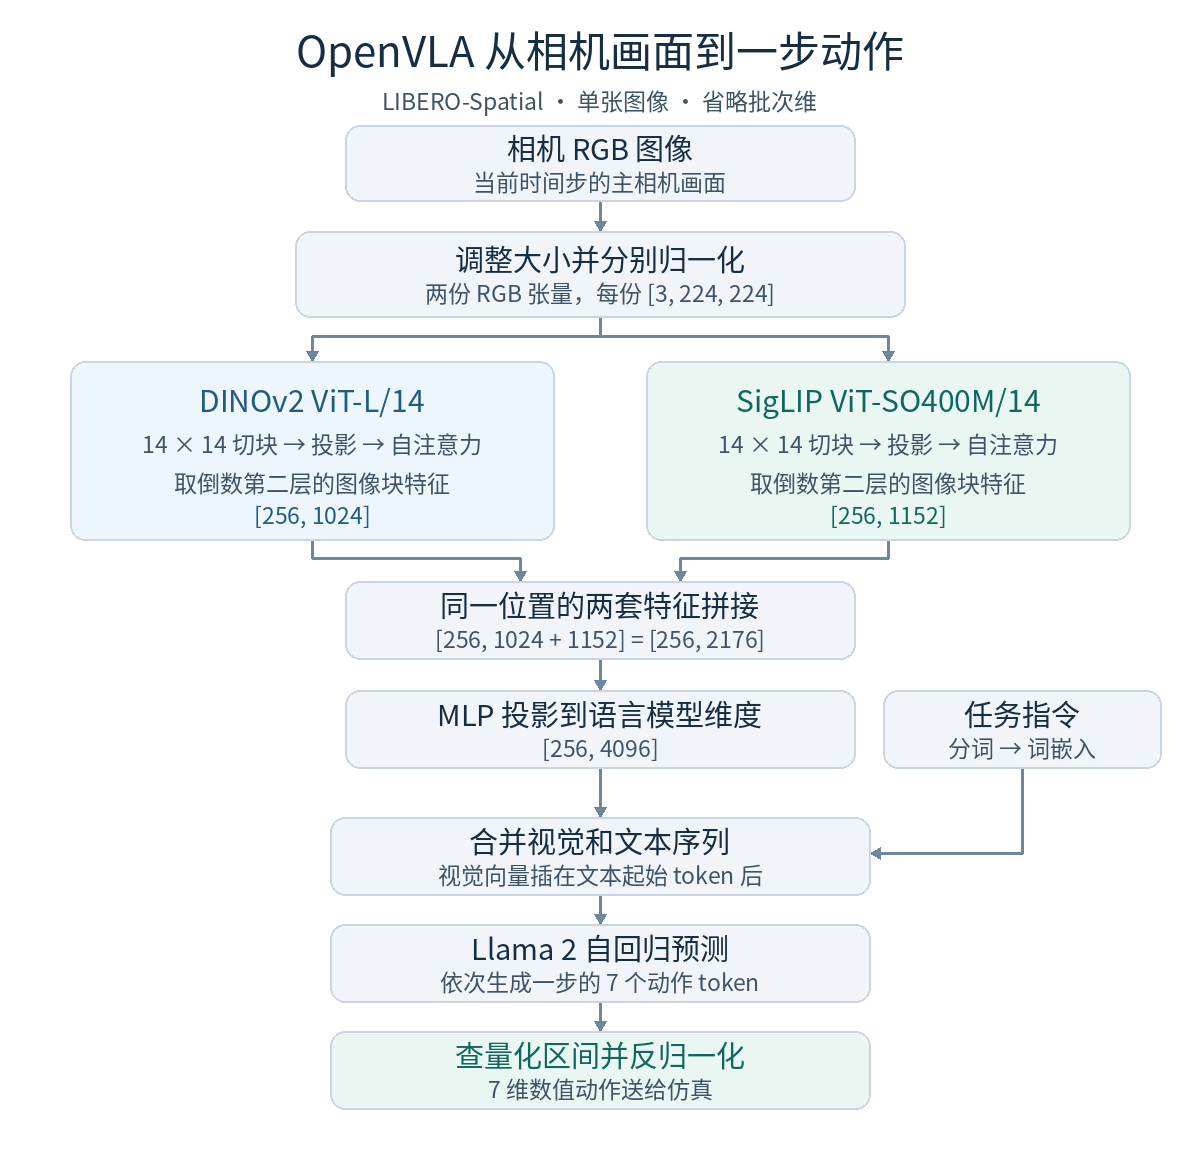 OpenVLA 从相机画面到一步动作
LIBERO-Spatial • 单张图像 • 省略批次维
相机 RGB 图像
当前时间步的主相机画面
调整大小并分别归一化
两份 RGB 张量，每份 [3, 224, 224]
DINOv2 ViT-L/14
14 × 14 切块 → 投影 → 自注意力
取倒数第二层的图像块特征
[256, 1024]
SigLIP ViT-SO400M/14
14 × 14 切块 → 投影 → 自注意力
取倒数第二层的图像块特征
[256, 1152]
同一位置的两套特征拼接
[256, 1024 + 1152] = [256, 2176]
MLP 投影到语言模型维度
[256, 4096]
任务指令
分词 → 词嵌入
合并视觉和文本序列
视觉向量插在文本起始 token 后
Llama 2 自回归预测
依次生成一步的 7 个动作 token
查量化区间并反归一化
7 维数值动作送给仿真